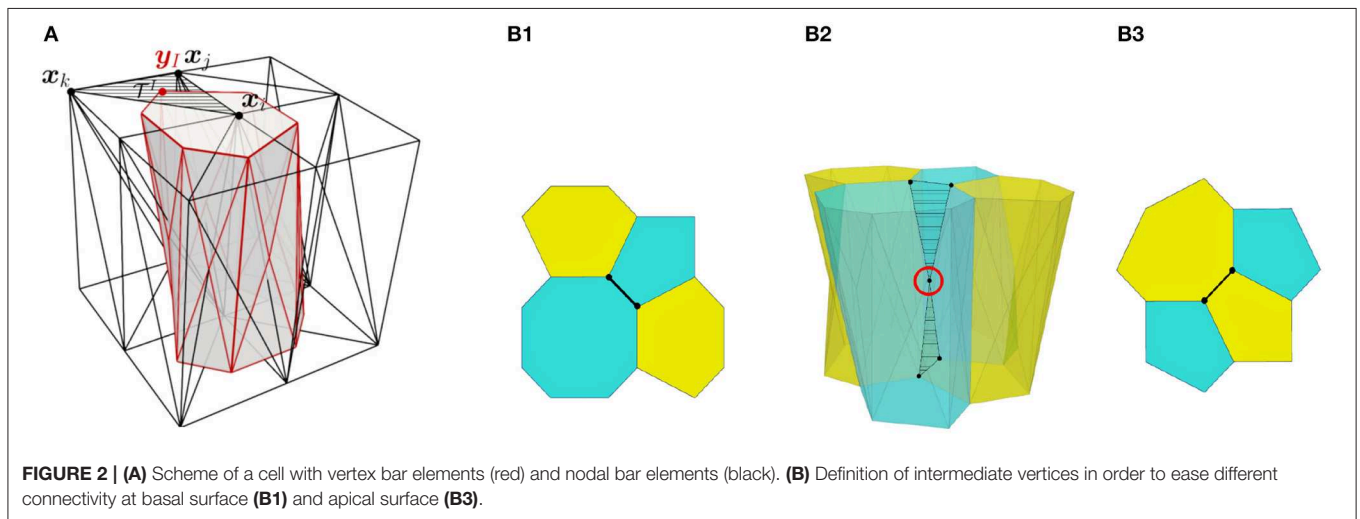 A
B1
B2
B3
y_I x_j
x_k
T^I
x_i
FIGURE 2 | (A) Scheme of a cell with vertex bar elements (red) and nodal bar elements (black). (B) Definition of intermediate vertices in order to ease different
connectivity at basal surface (B1) and apical surface (B3).